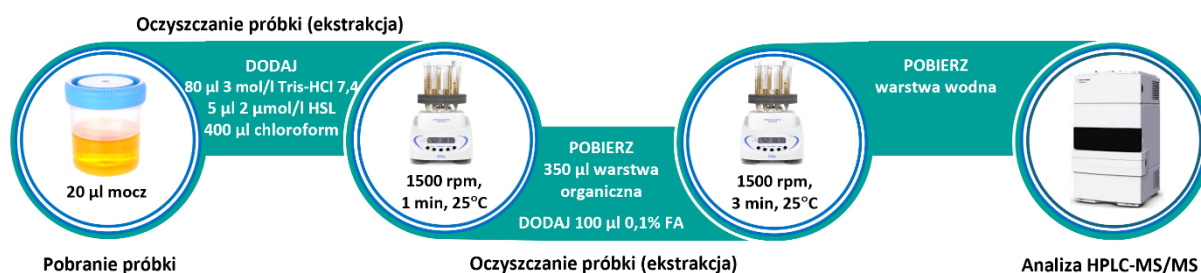 Oczyszczanie próbki (ekstrakcja)
DODAJ
80 µl 3 mol/l Tris-HCl 7,4
5 µl 2 µmol/l HSL
400 µl chloroform
20 µl mocz
Pobranie próbki
1500 rpm,
1 min, 25°C
POBIERZ
350 µl warstwa
organiczna
DODAJ 100 µl 0,1% FA
Oczyszczanie próbki (ekstrakcja)
1500 rpm,
3 min, 25°C
POBIERZ
warstwa wodna
Analiza HPLC-MS/MS